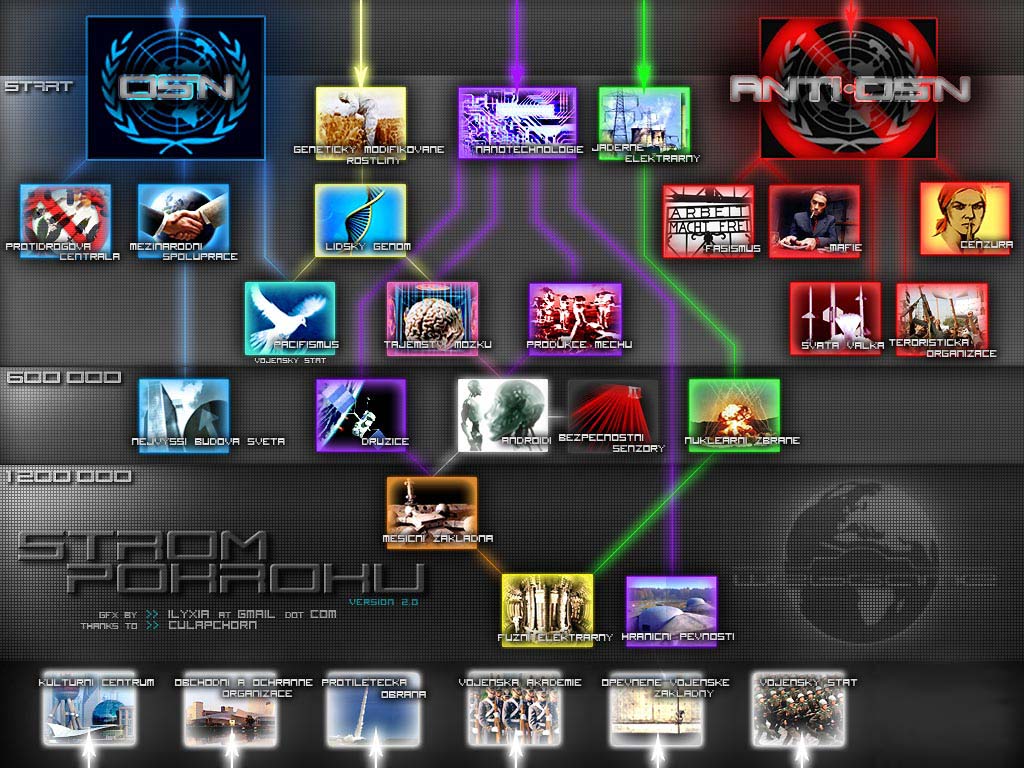 START
OSN
ANTI-OSN
GENETICKY MODIFIKOVANE
ROSTLINY
NANOTECHNOLOGIE
JADERNE
ELEKTRARNY
PROTIDROGOVA
CENTRALA
MEZINARODNI
SPOLUPRACE
LIDSKY GENOM
ARBEIT
MACHT FREI
FASISMUS
MAFIE
CENZURA
PACIFISMUS
VOJENSKY STAT
TAJEMSTVI MOZKU
PRODUKCE MECHU
SVATA VALKA
TERORISTICKA
ORGANIZACE
600 000
NEJVYSSI BUDOVA SVETA
DRUZICE
ANDROIDI
BEZPECNOSTNI
SENZORY
NUKLEARNI ZBRANE
1 200 000
MESICNI ZAKLADNA
STROM
POKROKU
VERSION 2.0
GFX BY >> ILYXIA AT GMAIL DOT COM
THANKS TO >> CULAPCHORN
FUZNI ELEKTRARNY
HRANICNI PEVNOSTI
KULTURNI CENTRUM
OBCHODNI A OCHRANNE
ORGANIZACE
PROTILETECKA
OBRANA
VOJENSKA AKADEMIE
OPEVNENE VOJENSKE
ZAKLADNY
VOJENSKY STAT